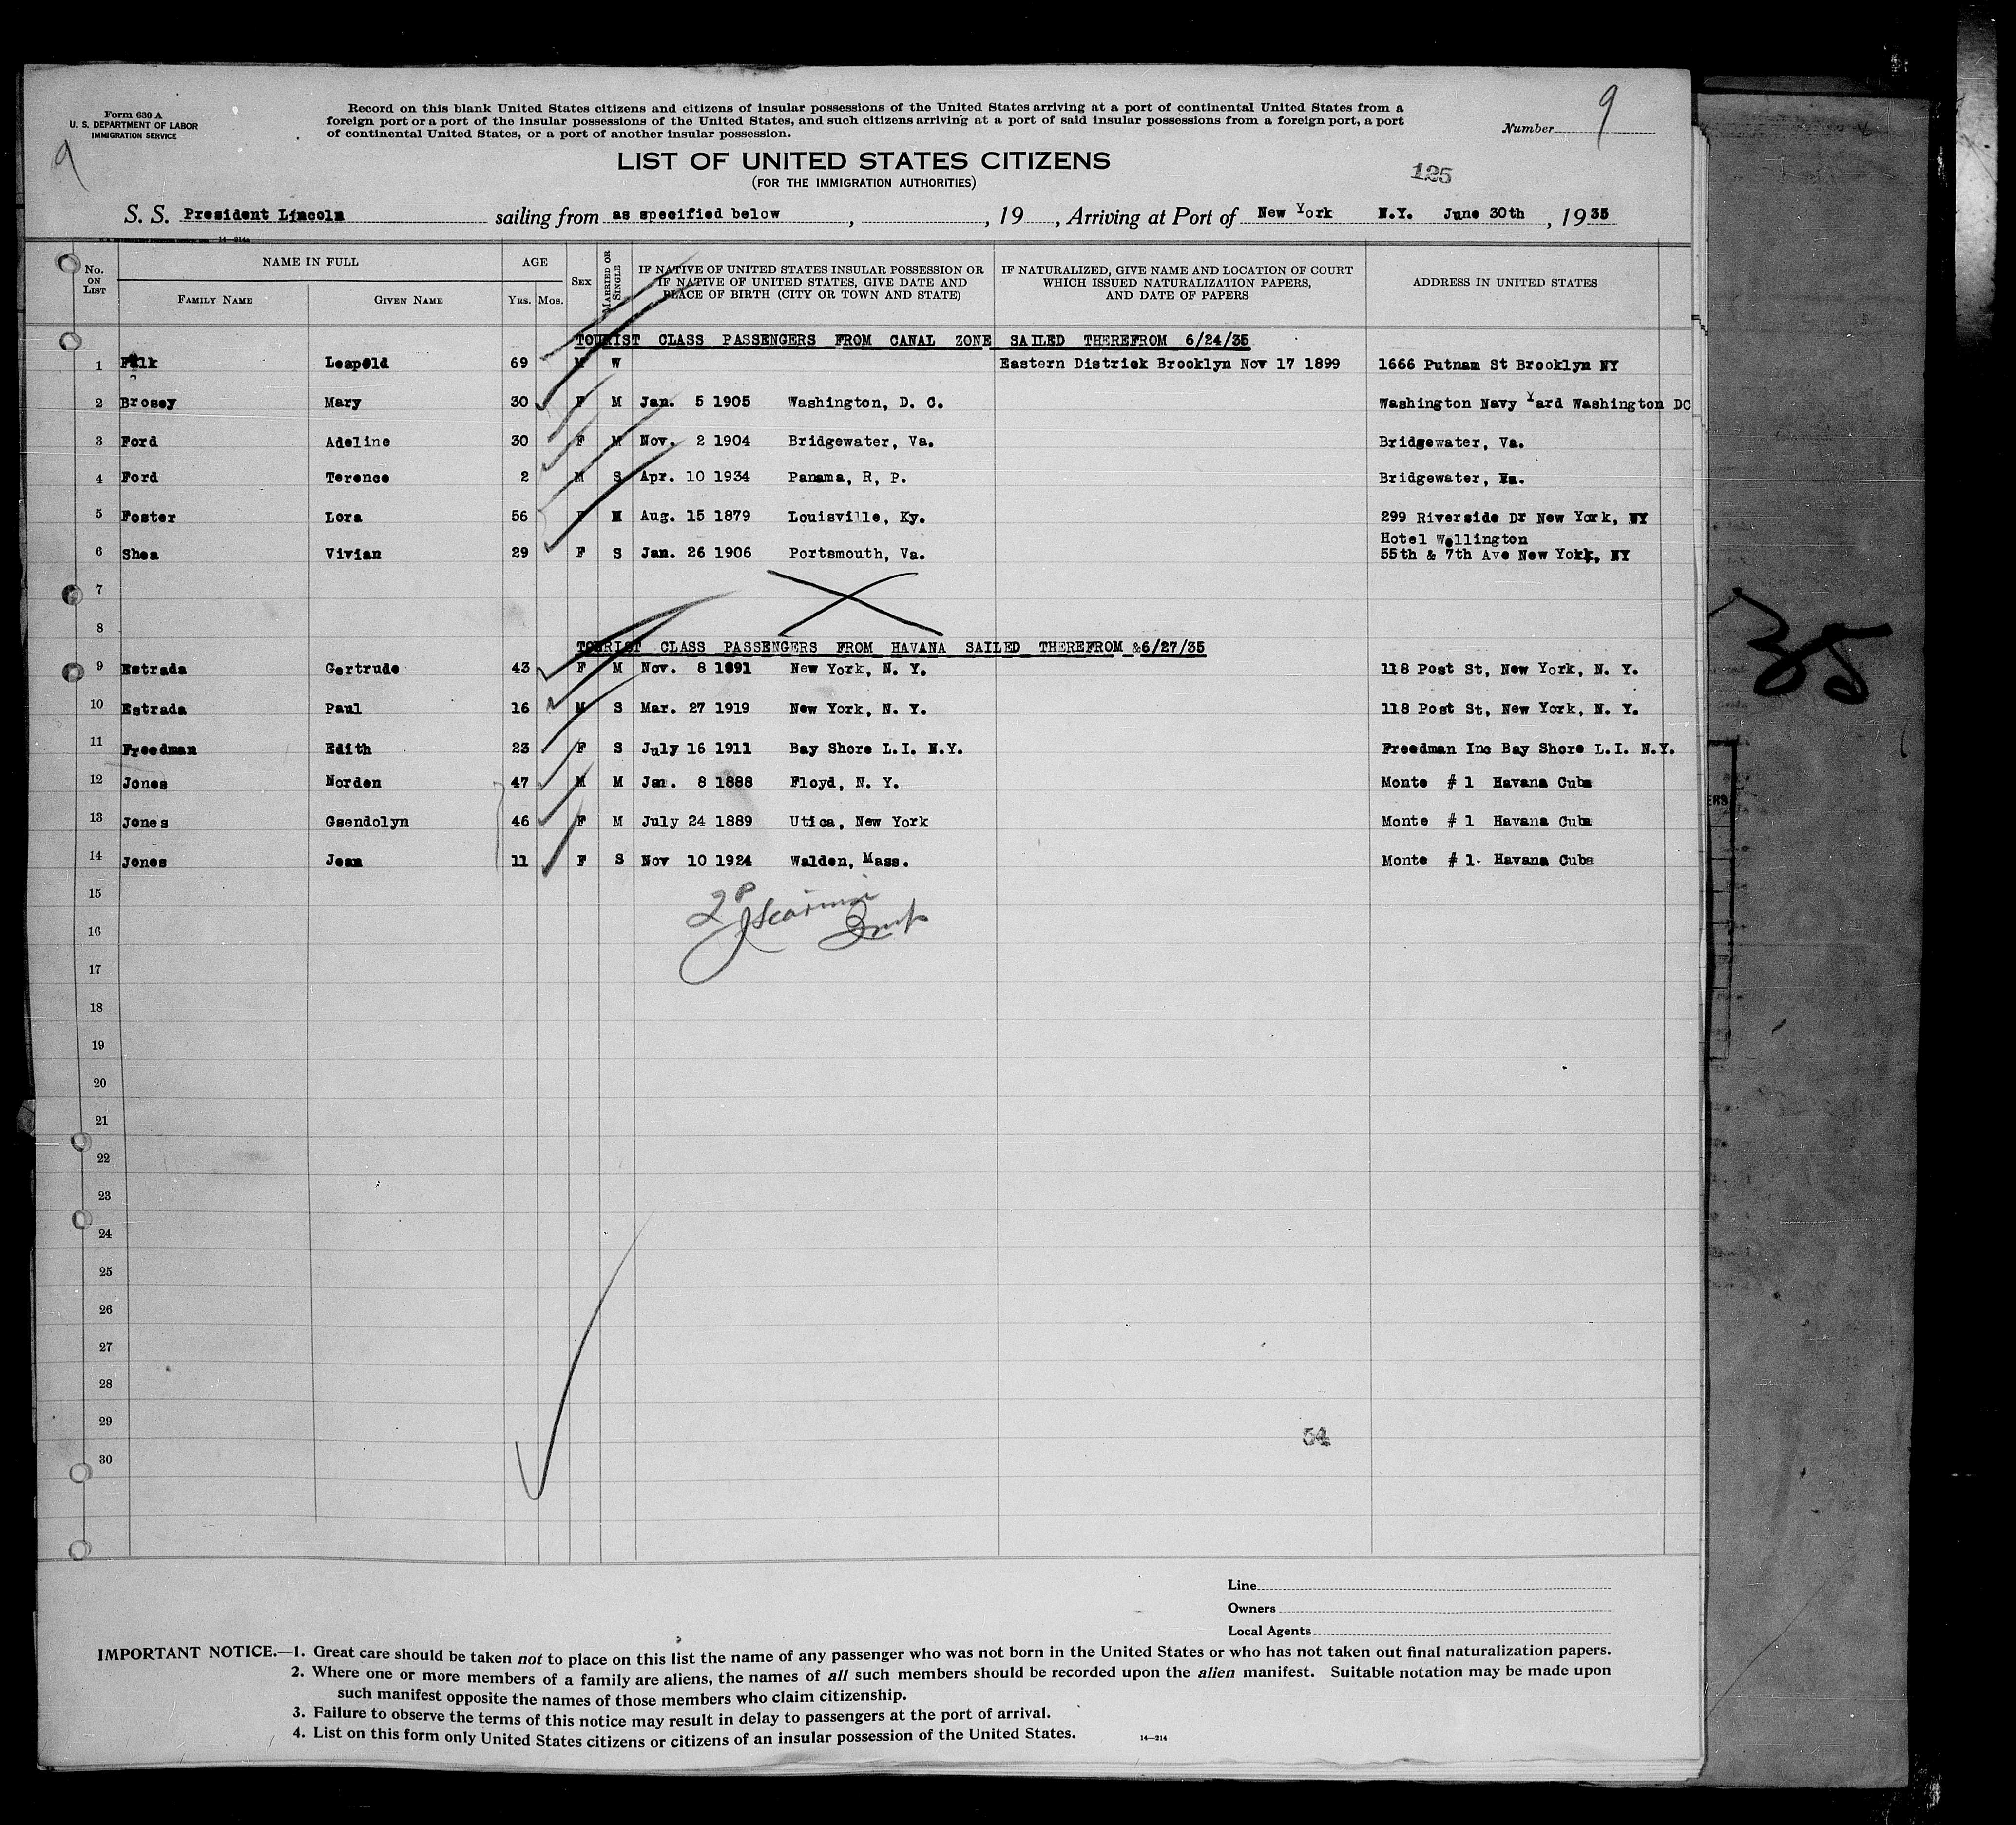 Form 630 A
U. S. DEPARTMENT OF LABOR
IMMIGRATION SERVICE
Record on this blank United States citizens and citizens of insular possessions of the United States arriving at a port of continental United States from a
foreign port or a port of the insular possessions of the United States, and such citizens arriving at a port of said insular possessions from a foreign port, a port
of continental United States, or a port of another insular possession.
Number 9
9
LIST OF UNITED STATES CITIZENS
(FOR THE IMMIGRATION AUTHORITIES)
125
S. S. President Lincoln sailing from as specified below , , 19 , Arriving at Port of New York N.Y. June 30th , 1935
No. ON LIST
NAME IN FULL
FAMILY NAME GIVEN NAME
AGE
YRS. MOS.
SEX
MARRIED OR SINGLE
IF NATIVE OF UNITED STATES INSULAR POSSESSION OR
IF NATIVE OF UNITED STATES, GIVE DATE AND
PLACE OF BIRTH (CITY OR TOWN AND STATE)
IF NATURALIZED, GIVE NAME AND LOCATION OF COURT
WHICH ISSUED NATURALIZATION PAPERS,
AND DATE OF PAPERS
ADDRESS IN UNITED STATES
TOURIST CLASS PASSENGERS FROM CANAL ZONE SAILED THEREFROM 6/24/35
1 Falk Leopold 69 M W Eastern Districk Brooklyn Nov 17 1899 1666 Putnam St Brooklyn NY
2 Brosey Mary 30 F M Jan. 5 1905 Washington, D. C. Washington Navy Yard Washington DC
3 Ford Adeline 30 F M Nov. 2 1904 Bridgewater, Va. Bridgewater, Va.
4 Ford Terence 2 M S Apr. 10 1934 Panama, R, P. Bridgewater, Va.
5 Foster Lora 56 F M Aug. 15 1879 Louisville, Ky. 299 Riverside Dr New York, NY
6 Shea Vivian 29 F S Jan. 26 1906 Portsmouth, Va. Hotel Wellington
55th & 7th Ave New York, NY
7
8
TOURIST CLASS PASSENGERS FROM HAVANA SAILED THEREFROM &6/27/35
9 Estrada Gertrude 43 F M Nov. 8 1891 New York, N. Y. 118 Post St, New York, N. Y.
10 Estrada Paul 16 M S Mar. 27 1919 New York, N. Y. 118 Post St, New York, N. Y.
11 Freedman Edith 23 F S July 16 1911 Bay Shore L.I. N.Y. Freedman Inc Bay Shore L.I. N.Y.
12 Jones Norden 47 M M Jan. 8 1888 Floyd, N. Y. Monte # 1 Havana Cuba
13 Jones Gsendolyn 46 F M July 24 1889 Utica, New York Monte # 1 Havana Cuba
14 Jones Jean 11 F S Nov 10 1924 Walden, Mass. Monte # 1. Havana Cuba
15
16
17
18
19
20
21
22
23
24
25
26
27
28
29
30
54
35
Line
Owners
Local Agents
IMPORTANT NOTICE.—1. Great care should be taken not to place on this list the name of any passenger who was not born in the United States or who has not taken out final naturalization papers.
2. Where one or more members of a family are aliens, the names of all such members should be recorded upon the alien manifest. Suitable notation may be made upon
such manifest opposite the names of those members who claim citizenship.
3. Failure to observe the terms of this notice may result in delay to passengers at the port of arrival.
4. List on this form only United States citizens or citizens of an insular possession of the United States.
14—214